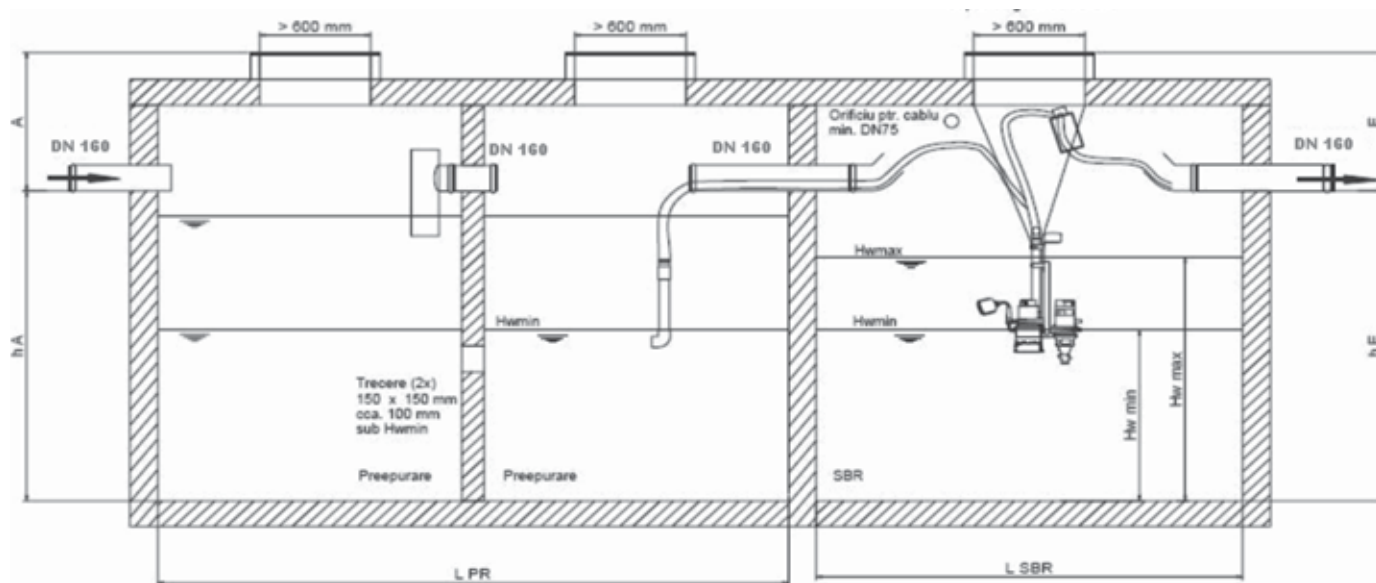 > 600 mm
> 600 mm
> 600 mm
A
Orificiu ptr. cablu
min. DN75
DN 160
DN 160
DN 160
DN 160
Hwmax
Hwmin
Hwmin
hA
Trecere (2x)
150 x 150 mm
cca. 100 mm
sub Hwmin
Hw min
Hw max
Preepurare
Preepurare
SBR
L PR
L SBR